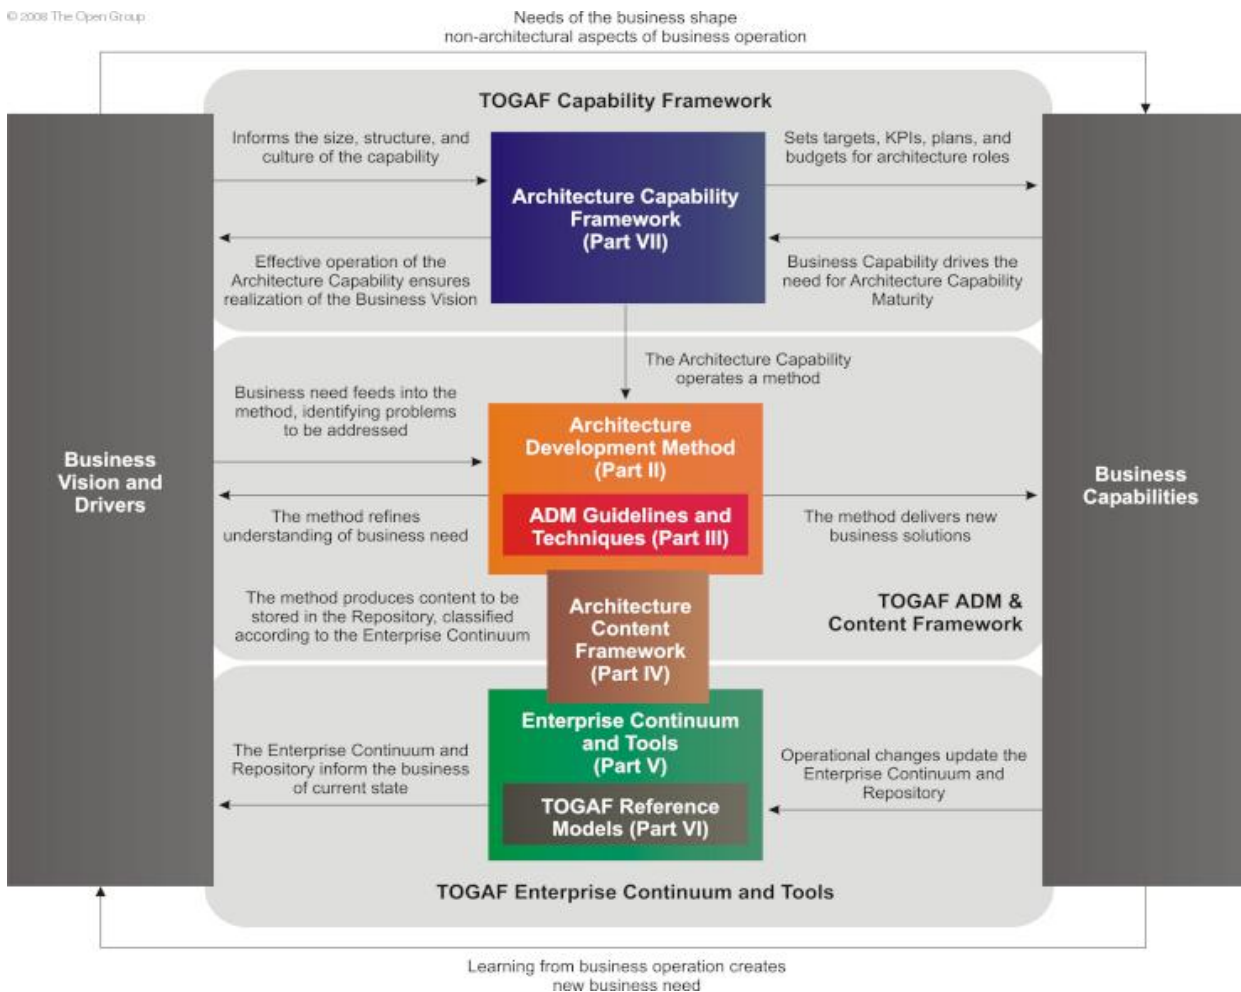 © 2008 The Open Group
Needs of the business shape
non-architectural aspects of business operation
TOGAF Capability Framework
Informs the size, structure, and
culture of the capability
Sets targets, KPIs, plans, and
budgets for architecture roles
Architecture Capability
Framework
(Part VII)
Effective operation of the
Architecture Capability ensures
realization of the Business Vision
Business Capability drives the
need for Architecture Capability
Maturity
The Architecture Capability
operates a method
Business need feeds into the
method, identifying problems
to be addressed
Architecture
Development Method
(Part II)
Business
Vision and
Drivers
Business
Capabilities
ADM Guidelines and
Techniques (Part III)
The method refines
understanding of business need
The method delivers new
business solutions
The method produces content to be
stored in the Repository, classified
according to the Enterprise Continuum
Architecture
Content
Framework
(Part IV)
TOGAF ADM &
Content Framework
Enterprise Continuum
and Tools
(Part V)
The Enterprise Continuum and
Repository inform the business
of current state
Operational changes update the
Enterprise Continuum and
Repository
TOGAF Reference
Models (Part VI)
TOGAF Enterprise Continuum and Tools
Learning from business operation creates
new business need